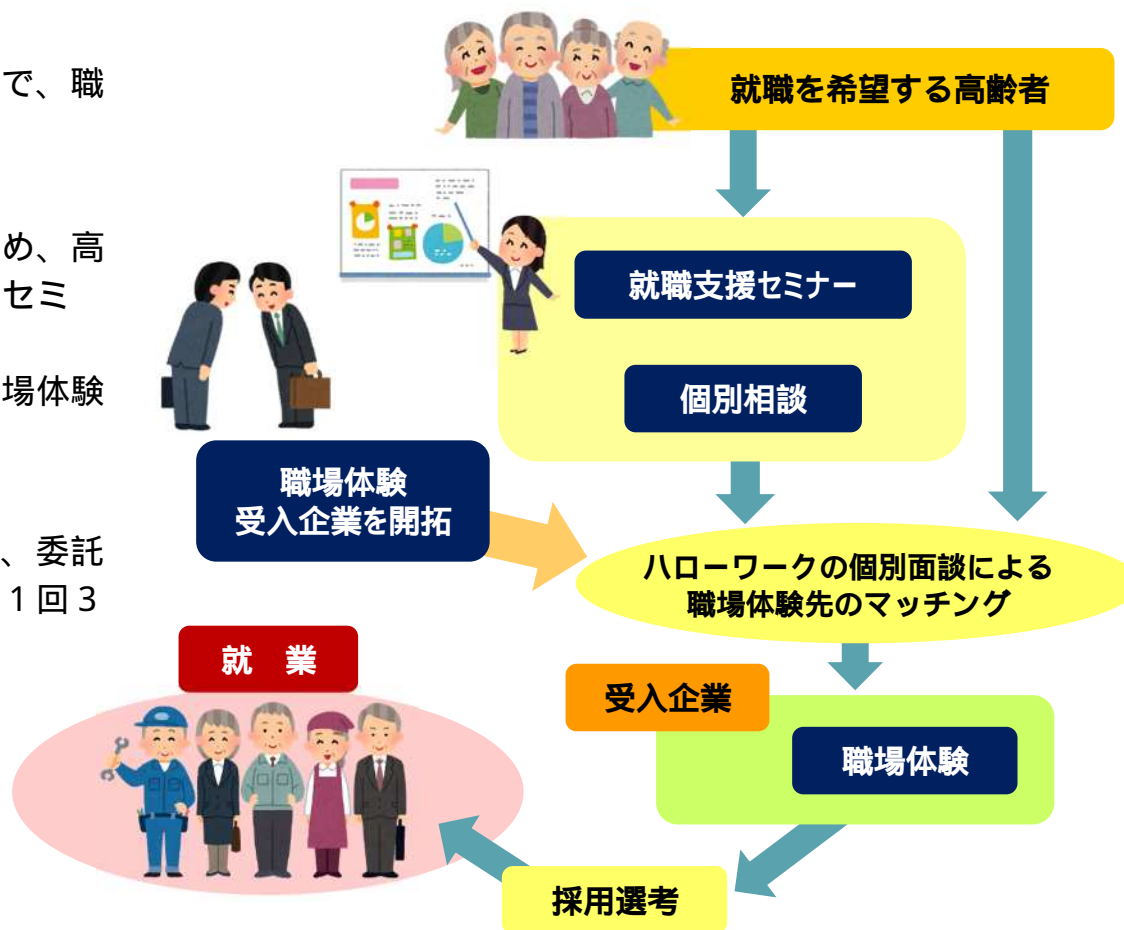 で、職
め、高
セミ
場体験
、委託
1回3
就職を希望する高齢者
就職支援セミナー
個別相談
職場体験
受入企業を開拓
ハローワークの個別面談による
職場体験先のマッチング
受入企業
職場体験
採用選考
就　業